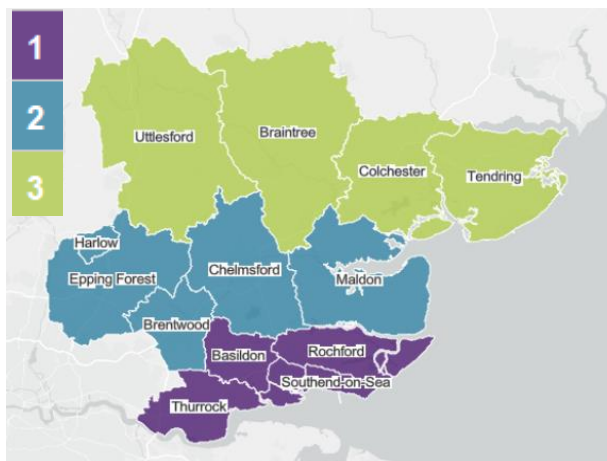 1
2
3
Uttlesford
Braintree
Colchester
Tendring
Harlow
Epping Forest
Chelmsford
Maldon
Brentwood
Basildon
Rochford
Southend-on-Sea
Thurrock